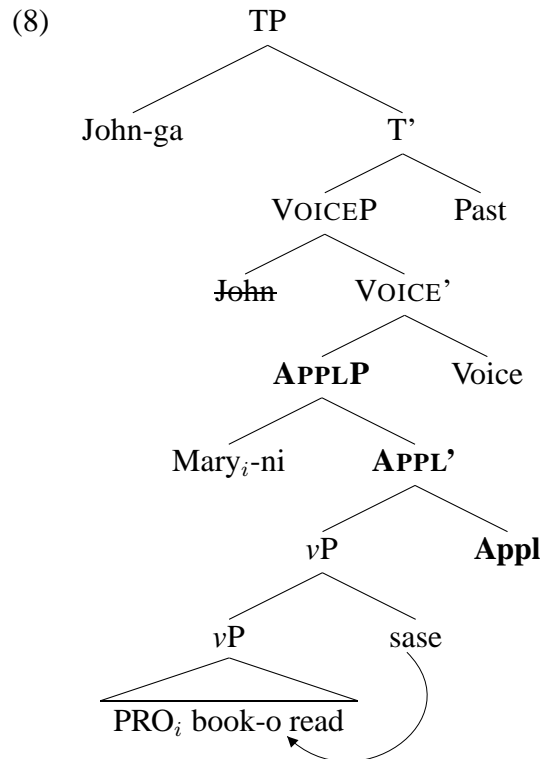 (8) TP
John-ga T’
VOICEP Past
John VOICE’
APPLP Voice
Maryᵢ-ni APPL’
vP Appl
vP sase
PROᵢ book-o read